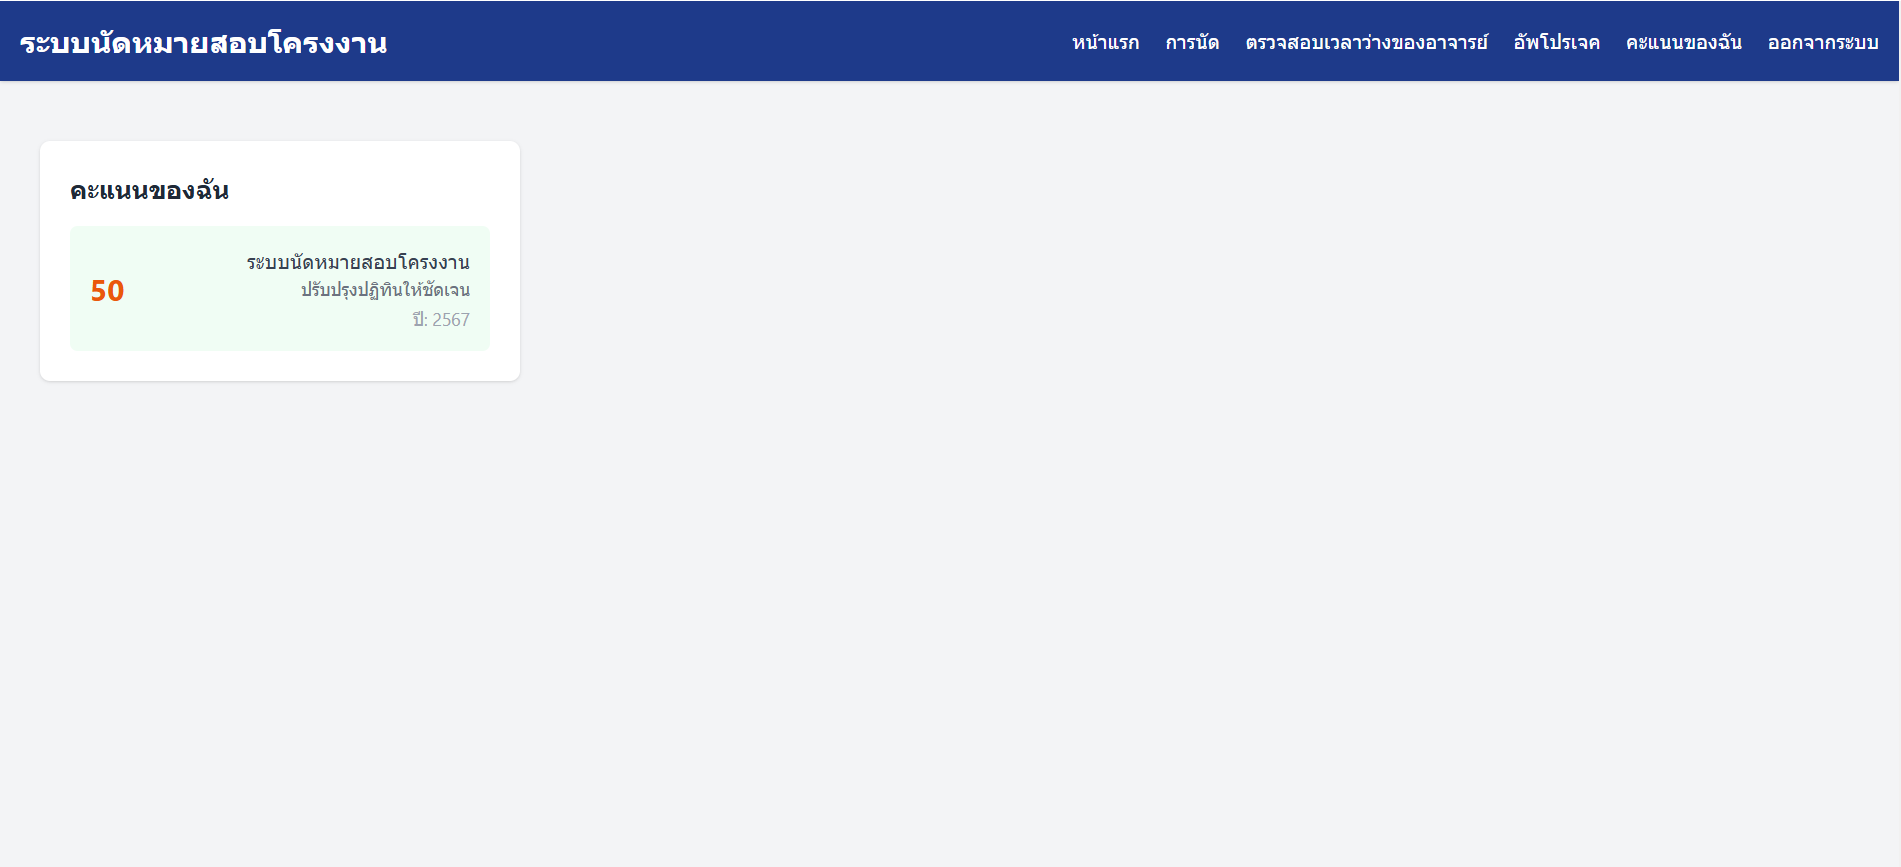 ระบบนัดหมายสอบโครงงาน
หน้าแรก การนัด ตรวจสอบเวลาว่างของอาจารย์ อัพโปรเจค คะแนนของฉัน ออกจากระบบ
คะแนนของฉัน
50
ระบบนัดหมายสอบโครงงาน
ปรับปรุงปฏิทินให้ชัดเจน
ปี: 2567